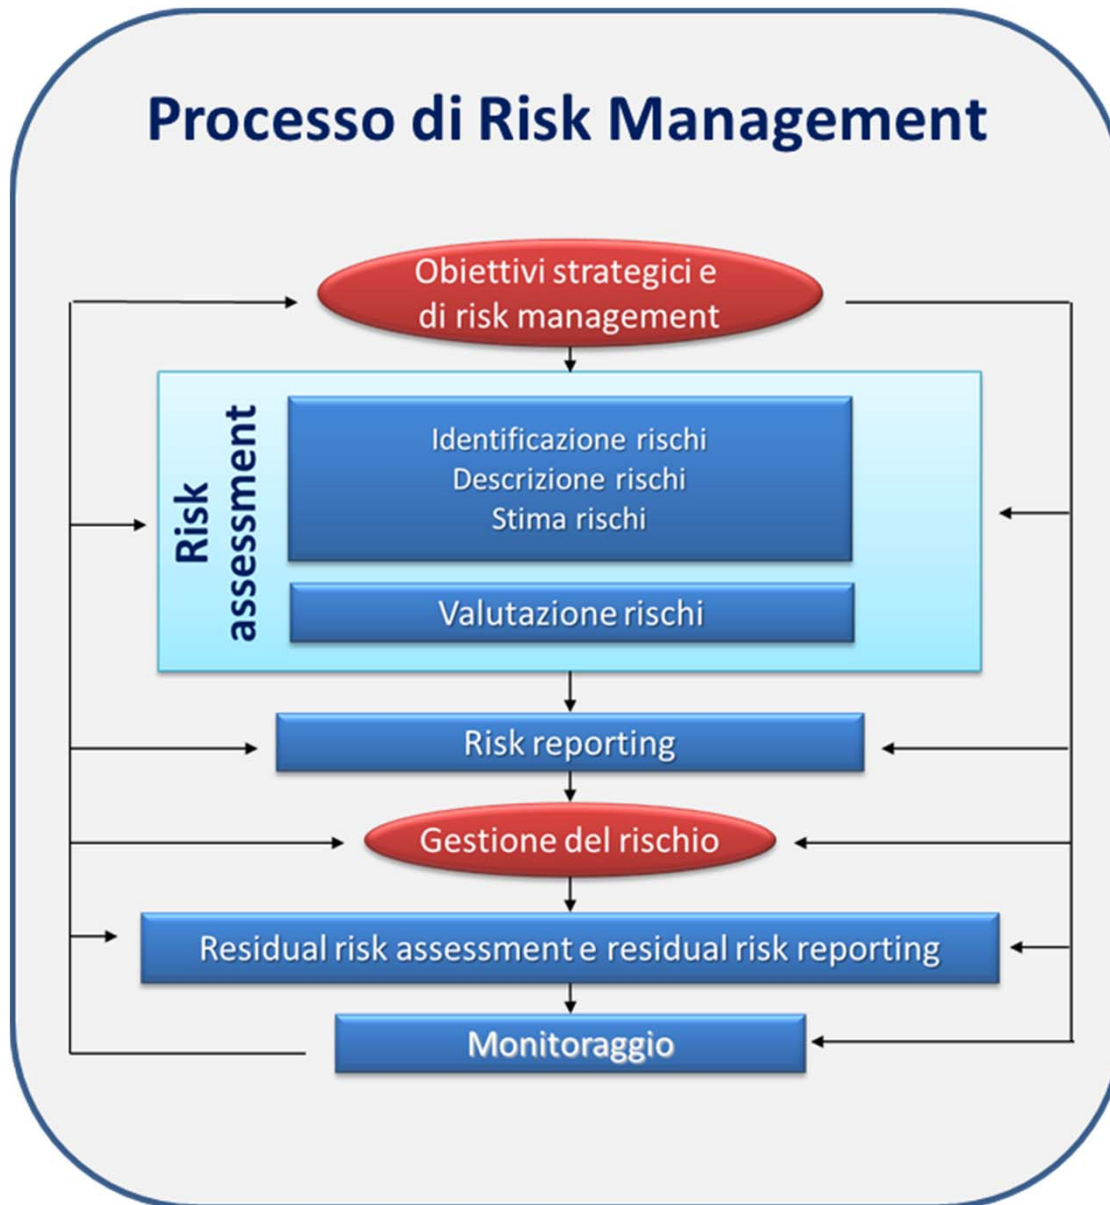 Processo di Risk Management
Obiettivi strategici e
di risk management
Risk
assessment
Identificazione rischi
Descrizione rischi
Stima rischi
Valutazione rischi
Risk reporting
Gestione del rischio
Residual risk assessment e residual risk reporting
Monitoraggio